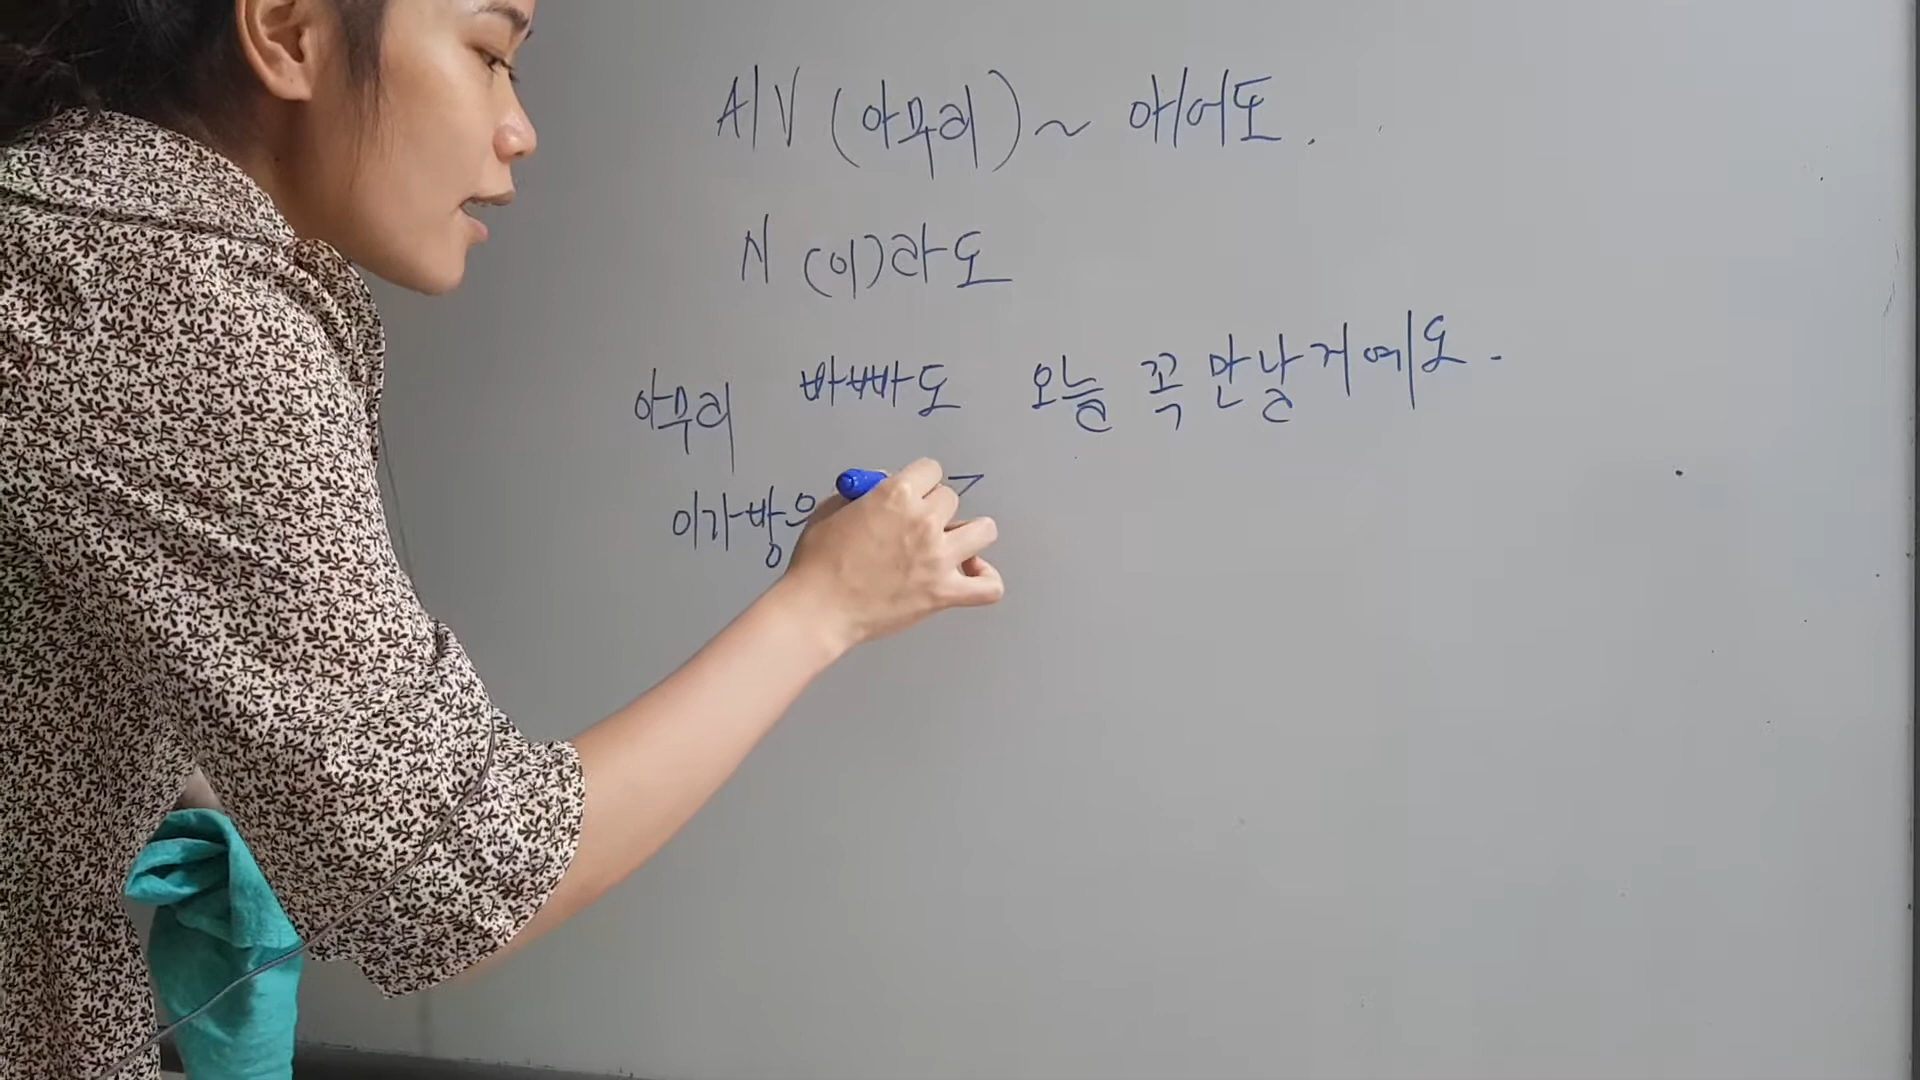 A/V (아무리) ~ 아/어도.
N (이)라도
아무리 바빠도 오늘 꼭 만날 거예요.
이 가방은